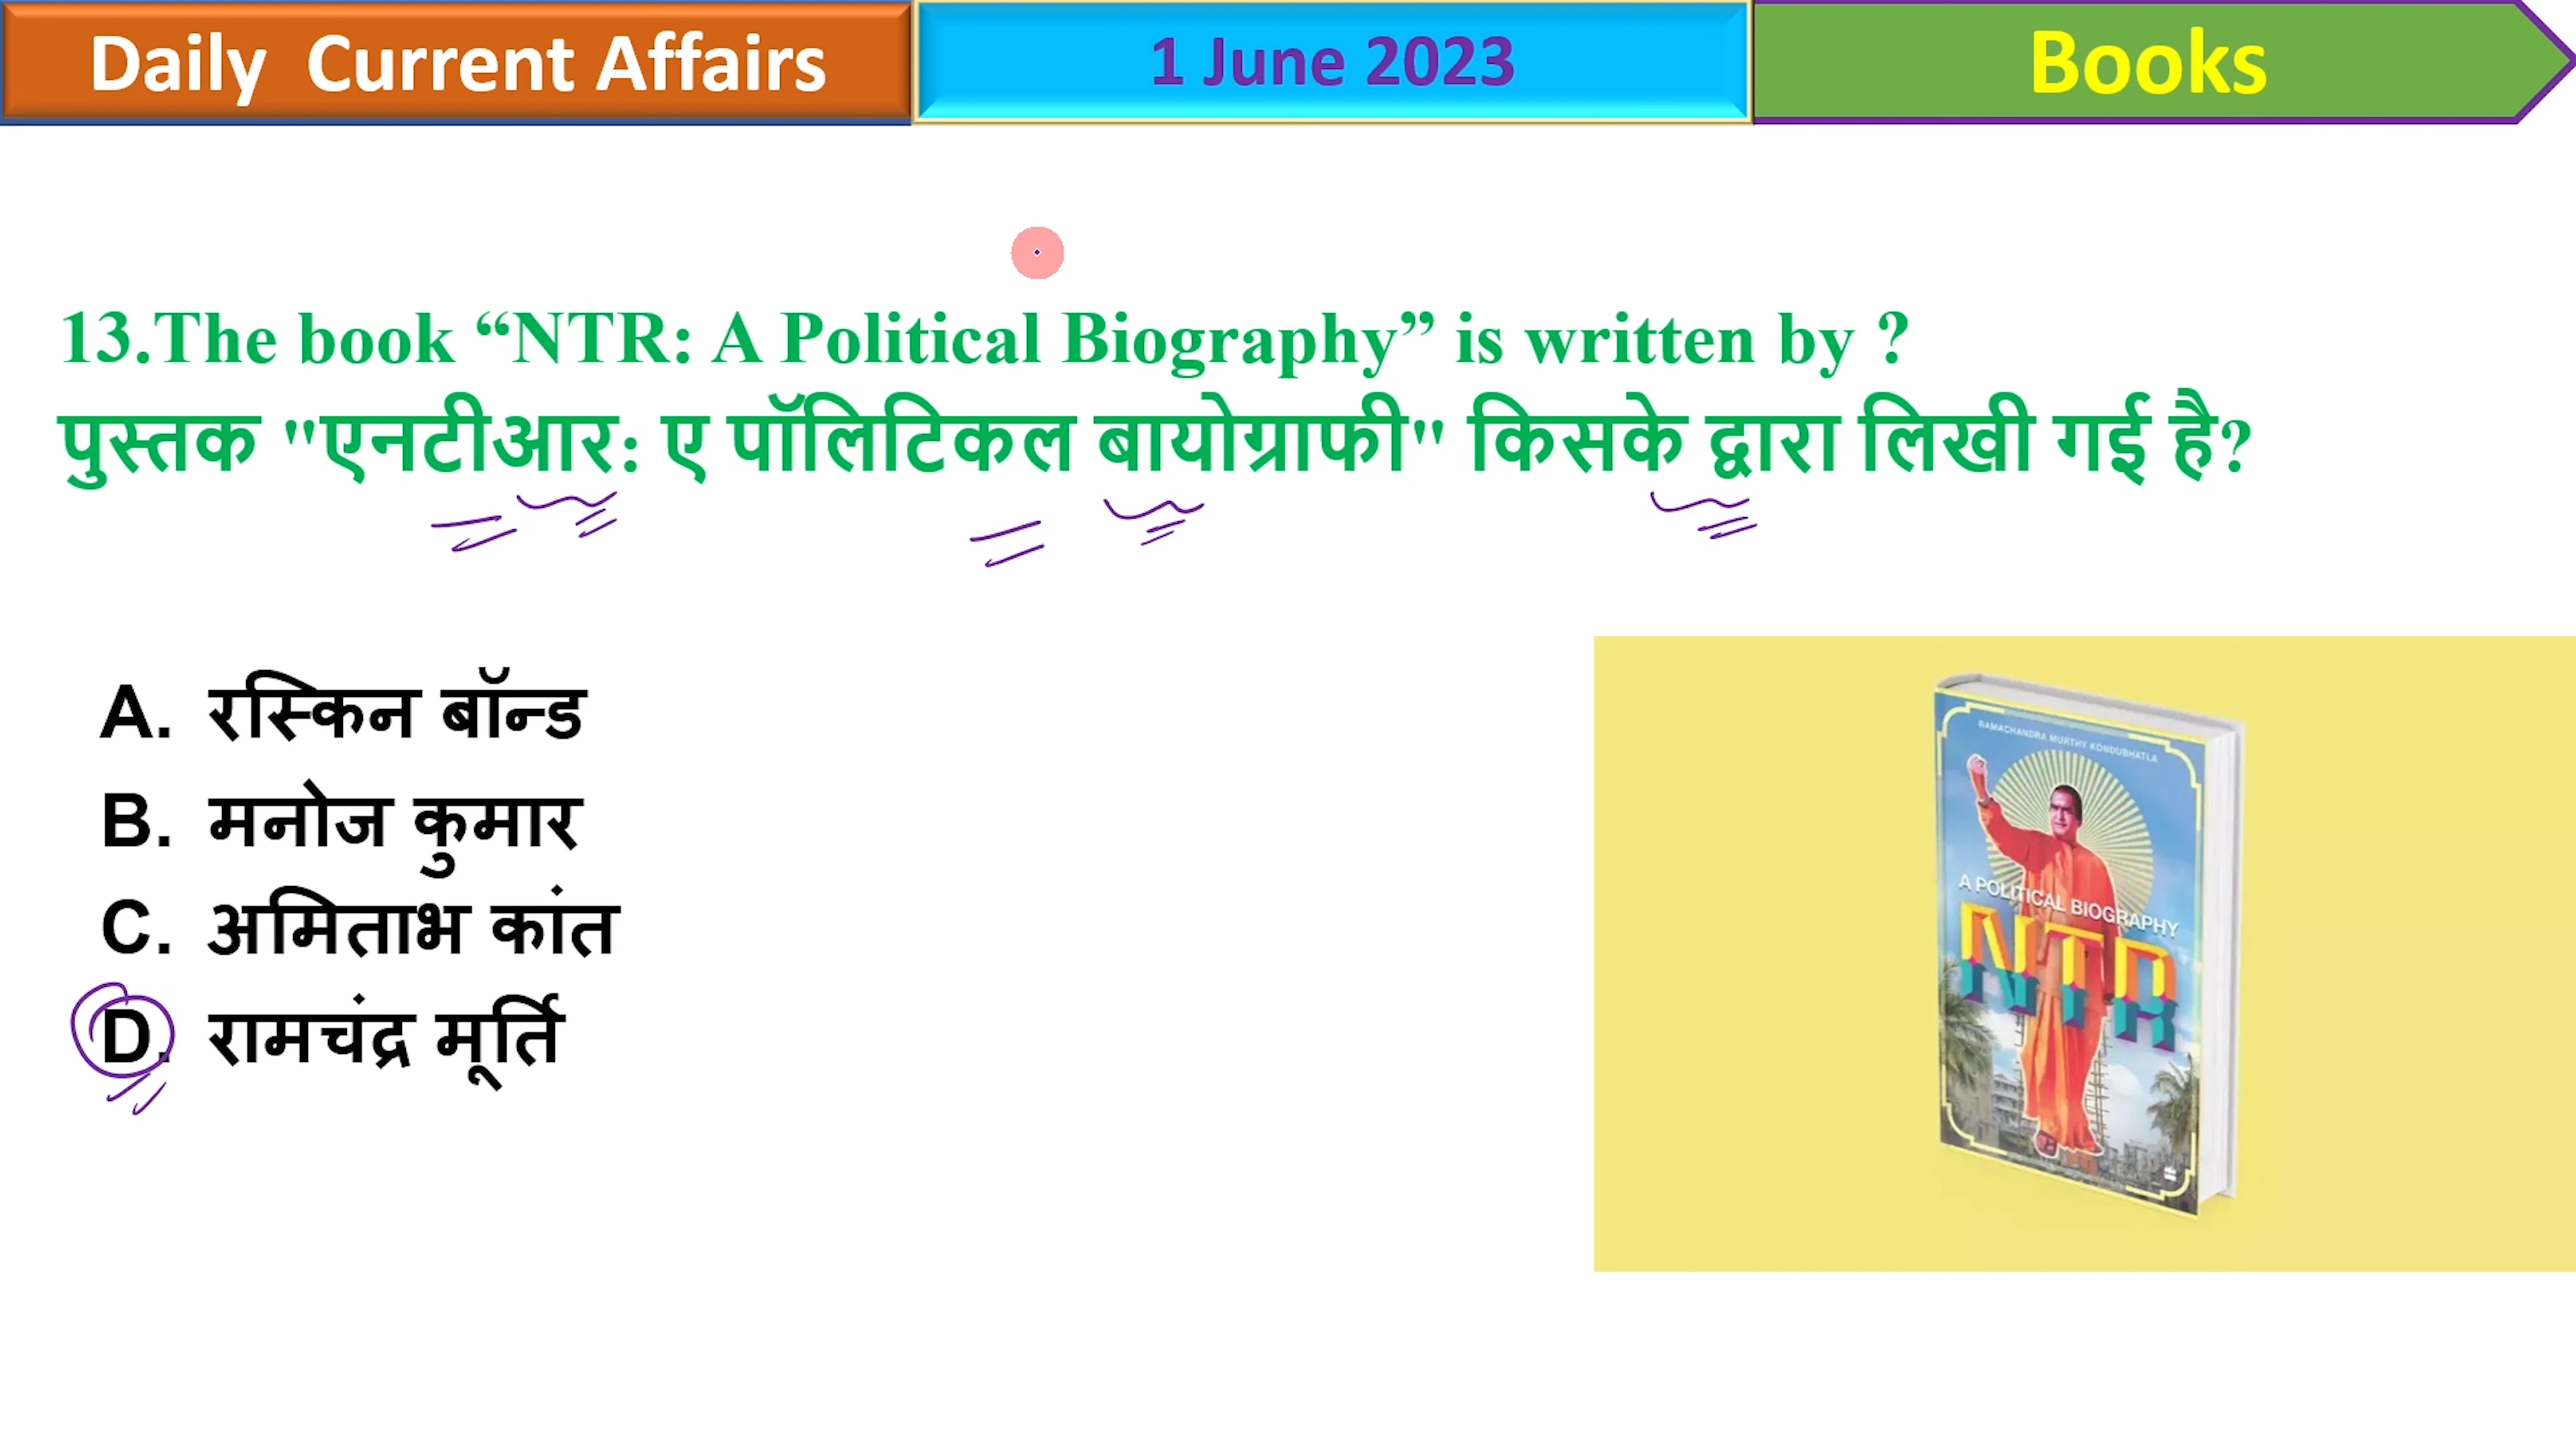 Daily Current Affairs
1 June 2023
Books
13.The book “NTR: A Political Biography” is written by ?
पुस्तक "एनटीआर: ए पॉलिटिकल बायोग्राफी" किसके द्वारा लिखी गई है?
A. रस्किन बॉन्ड
B. मनोज कुमार
C. अमिताभ कांत
D. रामचंद्र मूर्ति
RAMACHANDRA MURTHY KONDUBHATLA
A POLITICAL BIOGRAPHY
NTR